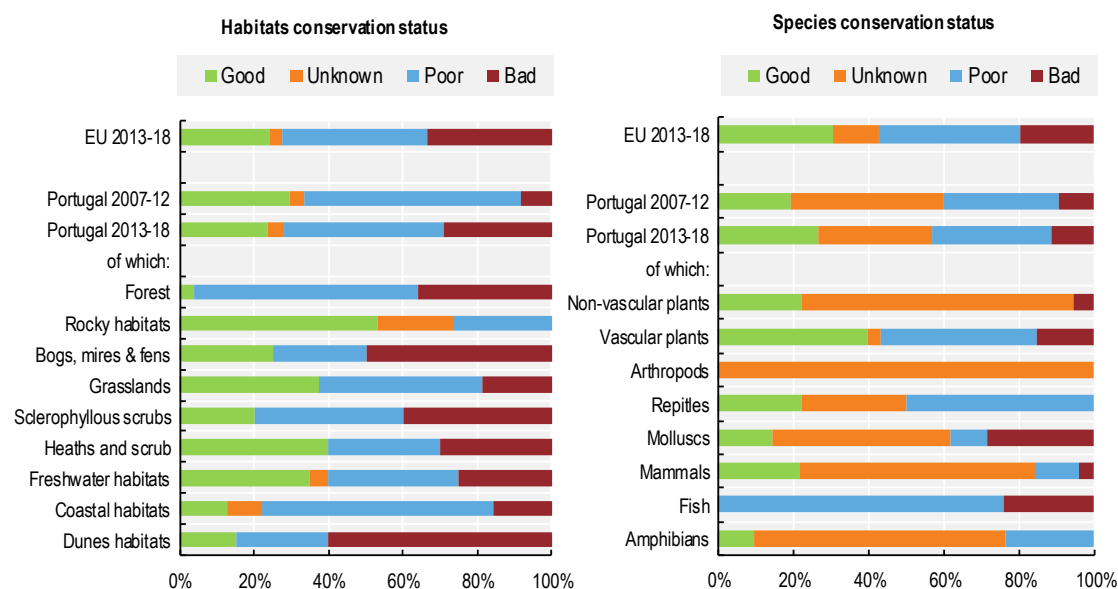 Habitats conservation status
Good Unknown Poor Bad
EU 2013-18
Portugal 2007-12
Portugal 2013-18
of which:
Forest
Rocky habitats
Bogs, mires & fens
Grasslands
Sclerophyllous scrubs
Heaths and scrub
Freshwater habitats
Coastal habitats
Dunes habitats
0% 20% 40% 60% 80% 100%
Species conservation status
Good Unknown Poor Bad
EU 2013-18
Portugal 2007-12
Portugal 2013-18
of which:
Non-vascular plants
Vascular plants
Arthropods
Repitles
Molluscs
Mammals
Fish
Amphibians
0% 20% 40% 60% 80% 100%